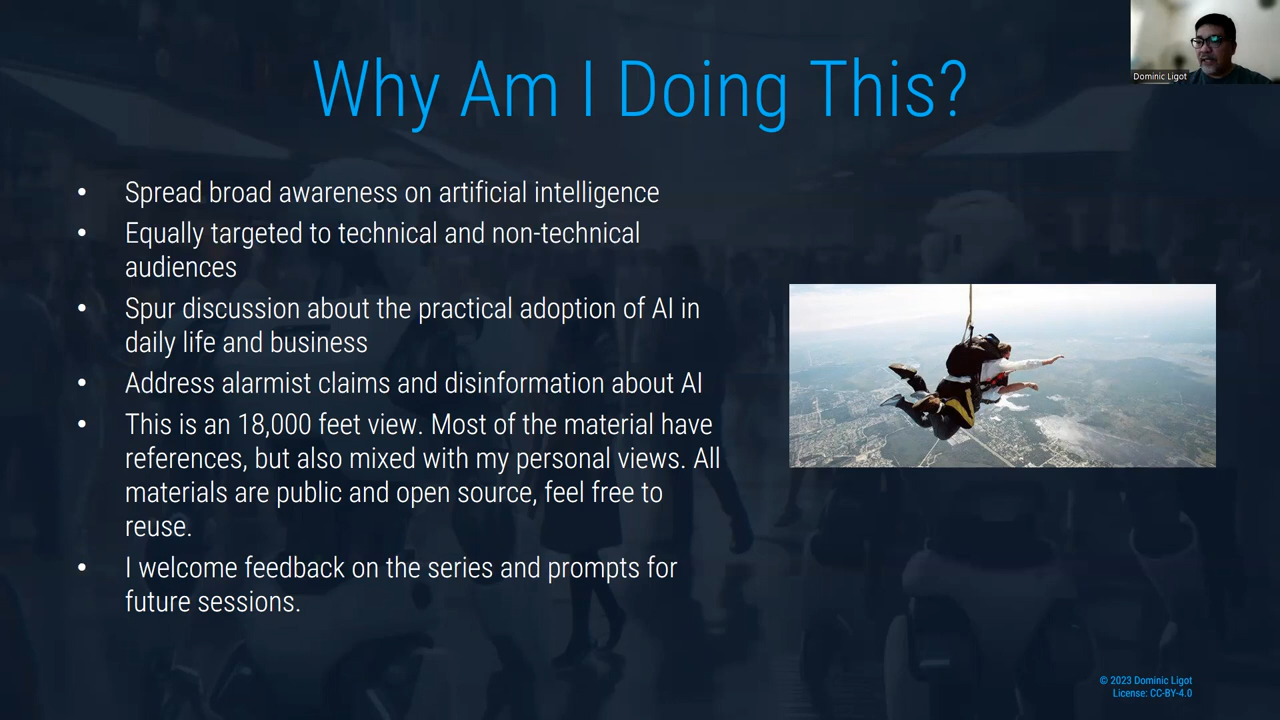 Why Am I Doing This?
Dominic Ligot
• Spread broad awareness on artificial intelligence
• Equally targeted to technical and non-technical
audiences
• Spur discussion about the practical adoption of AI in
daily life and business
• Address alarmist claims and disinformation about AI
• This is an 18,000 feet view. Most of the material have
references, but also mixed with my personal views. All
materials are public and open source, feel free to
reuse.
• I welcome feedback on the series and prompts for
future sessions.
© 2023 Dominic Ligot
License: CC-BY-4.0